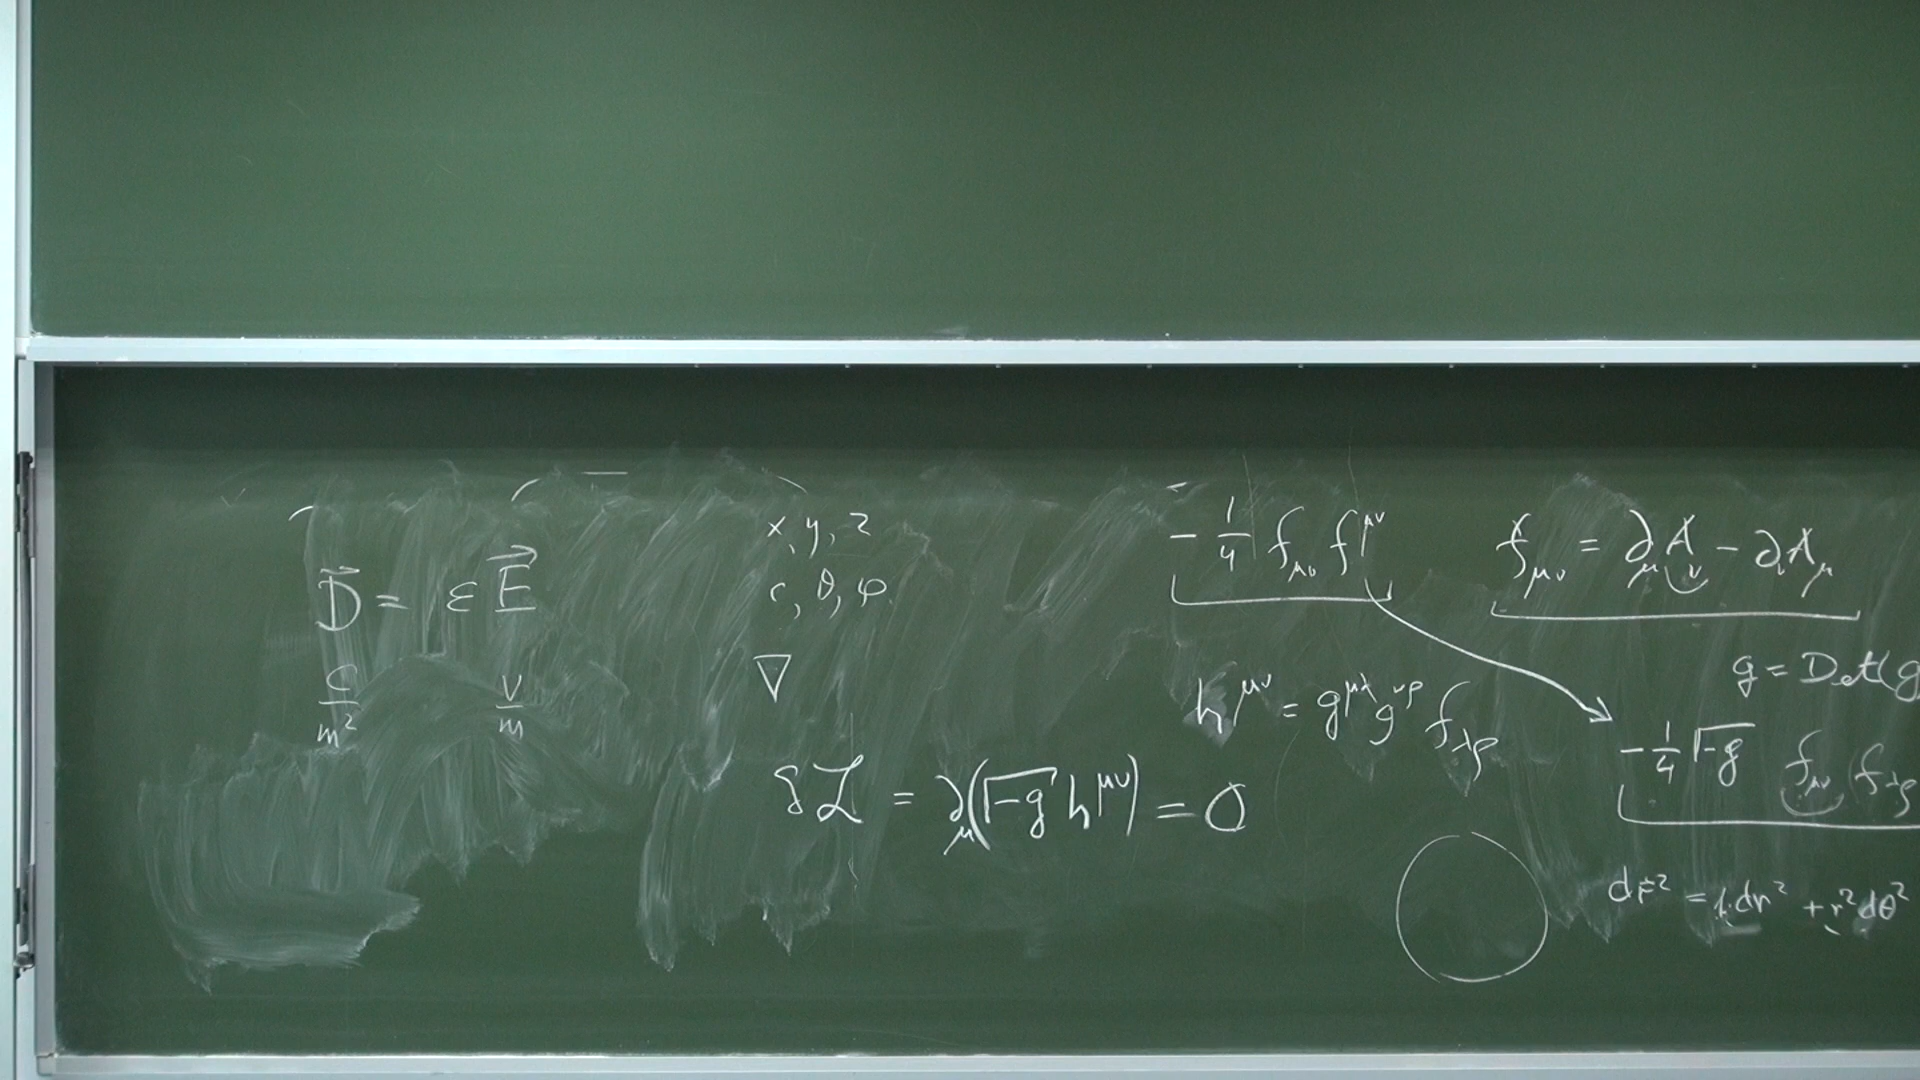 D⃗ = ε E⃗
C/m² V/m
x, y, z
r, θ, φ
∇
δℒ = ∂_μ(√-g h^μν) = 0
-1/4 f_μν f^μν
f_μν = ∂_μ A_ν - ∂_ν A_μ
h^μν = g^μλ g^νρ f_λρ
g = Det(g
-1/4 √-g f_μν f_λρ
= 1·dr² + r²dθ²